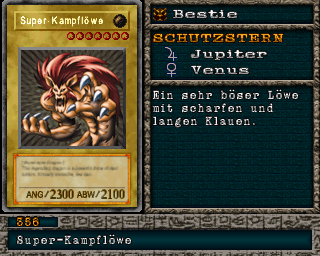 Super-Kampflöwe
ANG/2300 ABW/2100
Bestie
SCHUTZSTERN
Jupiter
Venus
Ein sehr böser Löwe
mit scharfen und
langen Klauen.
356
Super-Kampflöwe